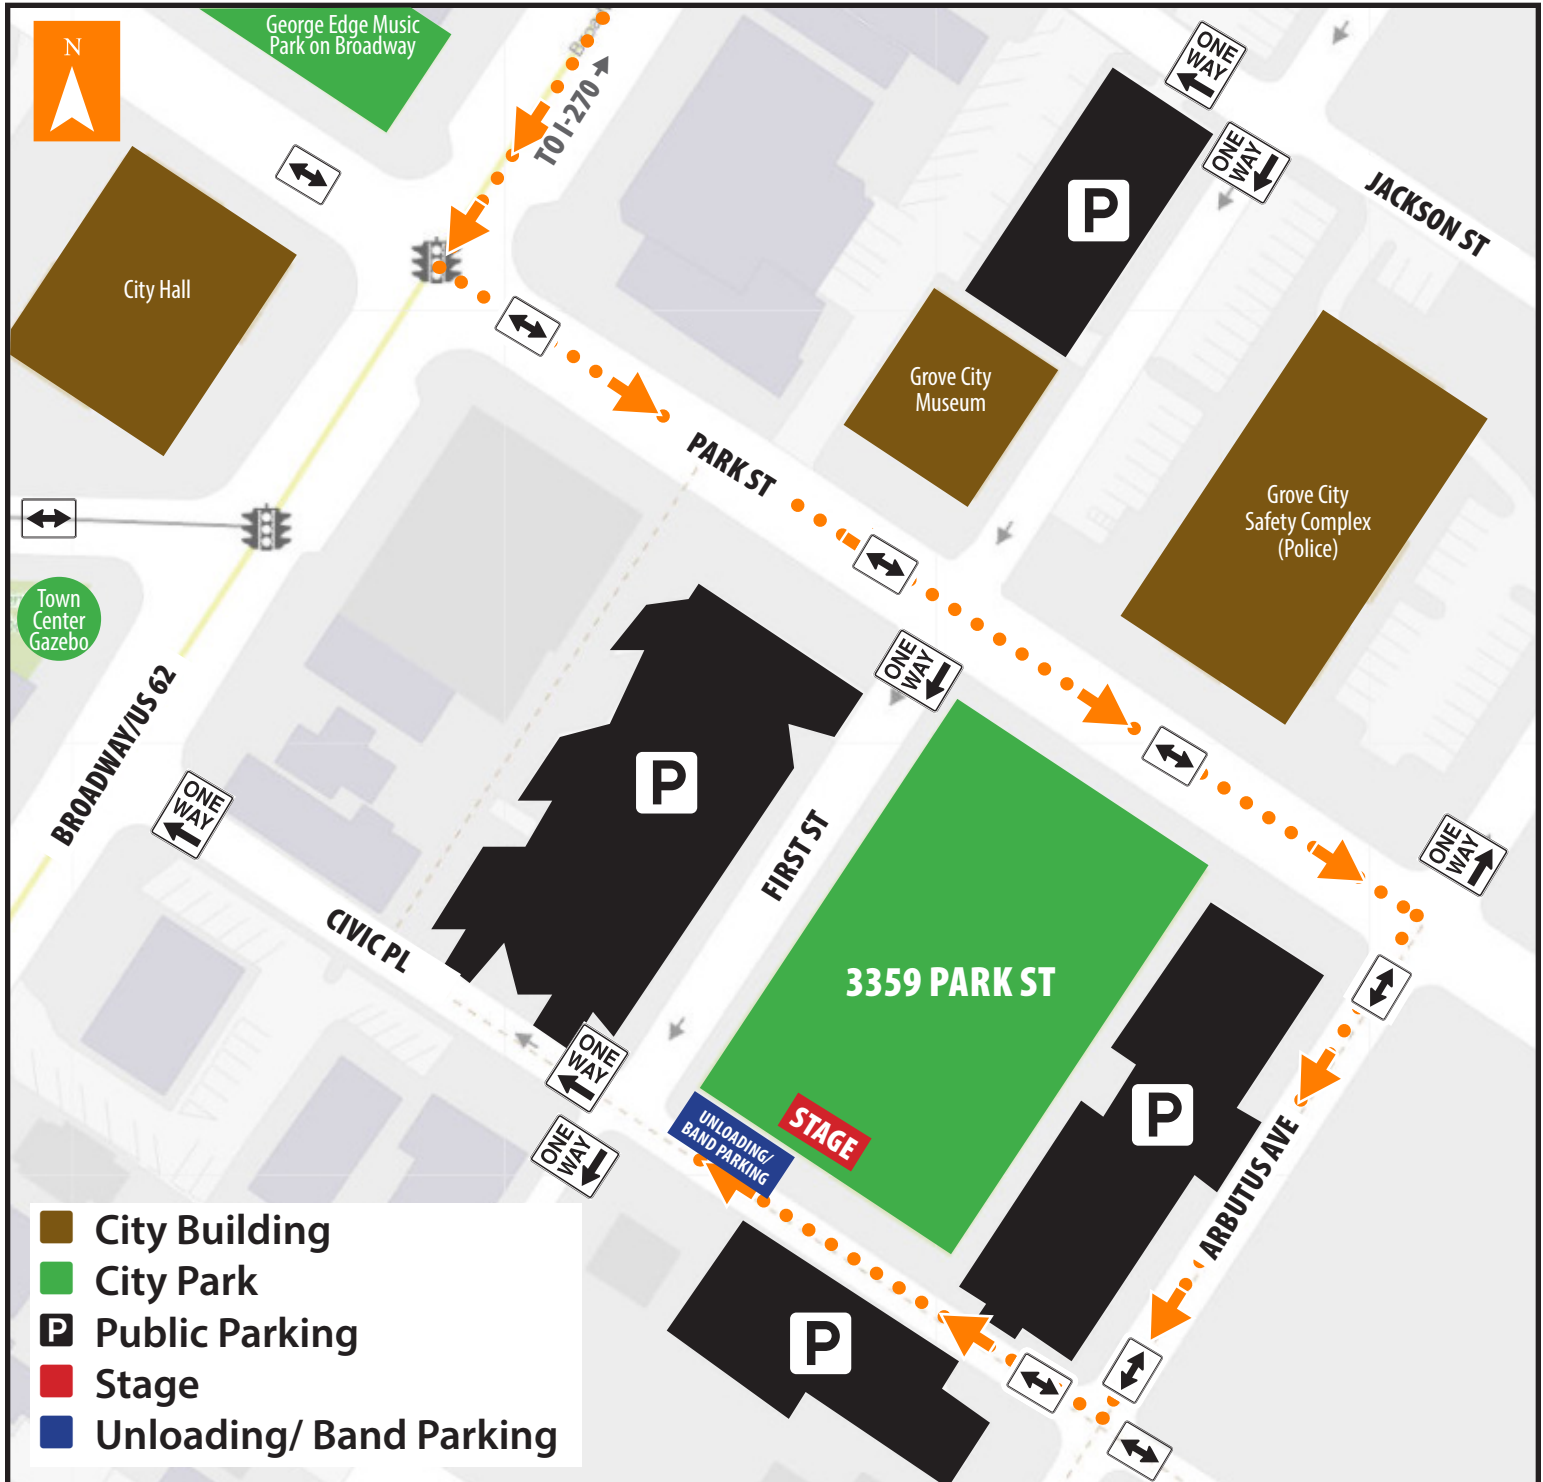 George Edge Music
Park on Broadway
N
TO I-270
ONE
WAY
ONE
WAY
JACKSON ST
P
City Hall
Grove City
Museum
PARK ST
Grove City
Safety Complex
(Police)
Town
Center
Gazebo
BROADWAY/US 62
ONE
WAY
P
ONE
WAY
FIRST ST
ONE
WAY
CIVIC PL
3359 PARK ST
ONE
WAY
ONE
WAY
UNLOADING/
BAND PARKING
STAGE
P
ARBUTUS AVE
P
City Building
City Park
P Public Parking
Stage
Unloading/ Band Parking